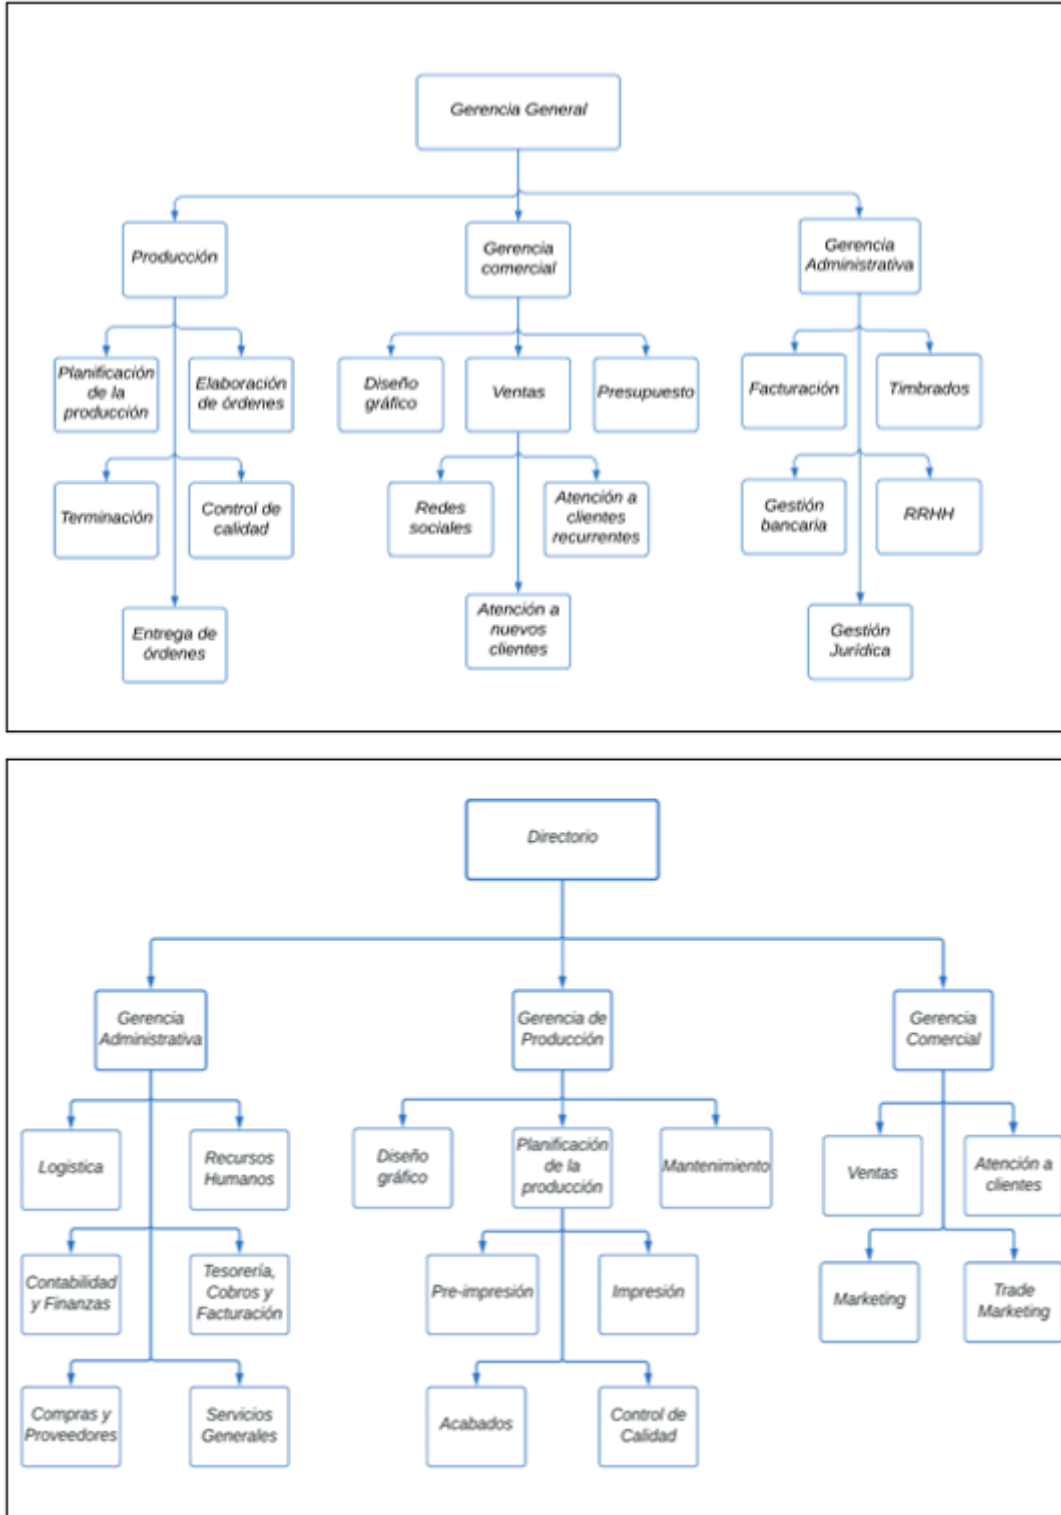 Gerencia General
Producción
Gerencia
comercial
Gerencia
Administrativa
Planificación
de la
producción
Elaboración
de órdenes
Diseño
gráfico
Ventas
Presupuesto
Facturación
Timbrados
Terminación
Control de
calidad
Redes
sociales
Atención a
clientes
recurrentes
Gestión
bancaria
RRHH
Entrega de
órdenes
Atención a
nuevos
clientes
Gestión
Jurídica
Directorio
Gerencia
Administrativa
Gerencia de
Producción
Gerencia
Comercial
Logistica
Recursos
Humanos
Diseño
gráfico
Planificación
de la
producción
Mantenimiento
Ventas
Atención a
clientes
Contabilidad
y Finanzas
Tesorería,
Cobros y
Facturación
Pre-impresión
Impresión
Marketing
Trade
Marketing
Compras y
Proveedores
Servicios
Generales
Acabados
Control de
Calidad